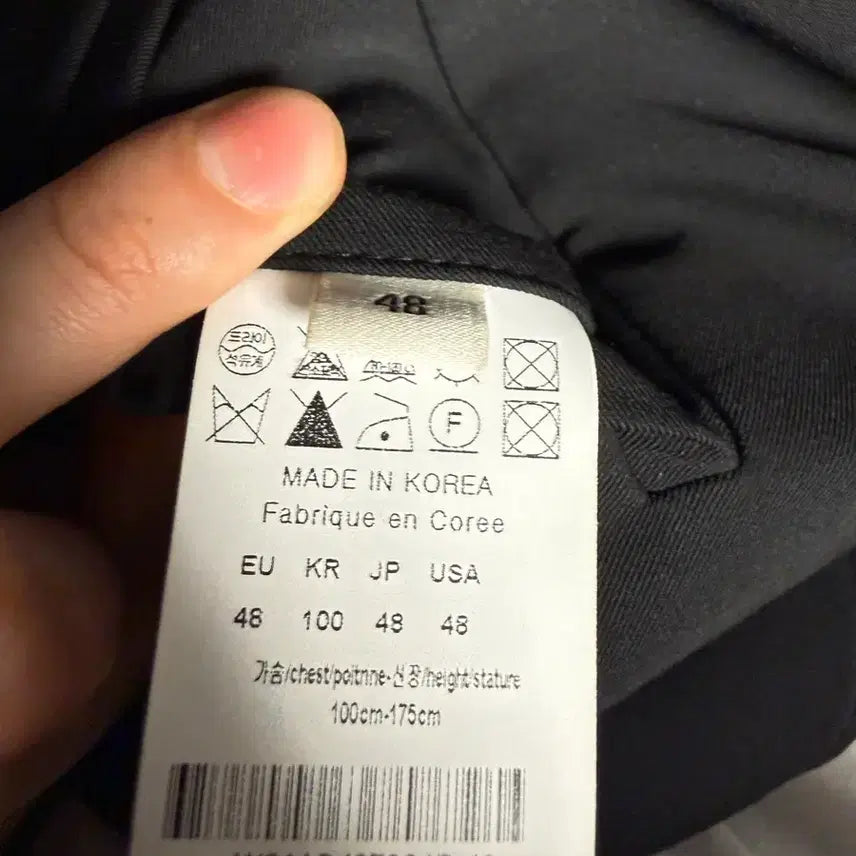 48
드라이
석유계
F
MADE IN KOREA
Fabrique en Coree
EU KR JP USA
48 100 48 48
가슴/chest/poitnne-신장/height/stature
100cm-175cm